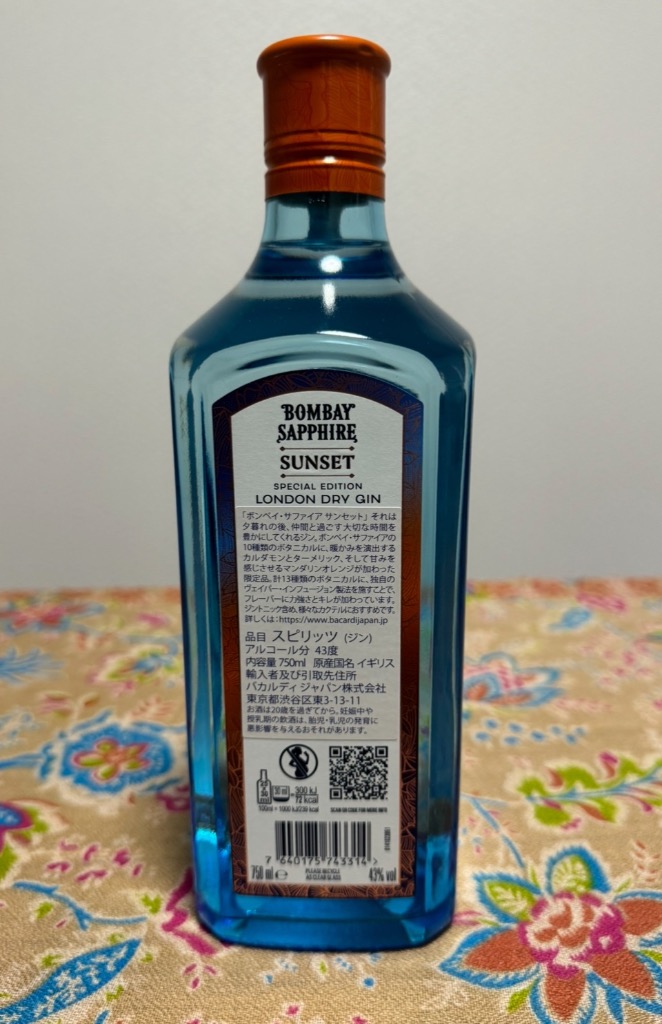 BOMBAY
SAPPHIRE
SUNSET
SPECIAL EDITION
LONDON DRY GIN
「ボンベイ・サファイア サンセット」それは
夕暮れの後、仲間と過ごす大切な時間を
豊かにしてくれるジン。ボンベイ・サファイアの
10種類のボタニカルに、暖かみを演出する
カルダモンとターメリック、そして甘みを
感じさせるマンダリンオレンジが加わった
限定品。計13種類のボタニカルに、独自の
ヴェイパー・インフュージョン製法を施すことで、
フレーバーに力強さとキレが加わっています。
ジントニック含め、様々なカクテルにおすすめです。
詳しくは:https://www.bacardijapan.jp
品目 スピリッツ (ジン)
アルコール分 43度
内容量 750ml 原産国名 イギリス
輸入者及び引取先住所
バカルディ ジャパン株式会社
東京都渋谷区東3-13-11
お酒は20歳を過ぎてから。妊娠中や
授乳期の飲酒は、胎児・乳児の発育に
悪影響を与えるおそれがあります。
30 ml
300 kJ
72 kcal
SCAN QR CODE FOR MORE INFO
7 640175 743314 >
750 ml e
PLEASE RECYCLE
AS CLEAR GLASS
43% vol